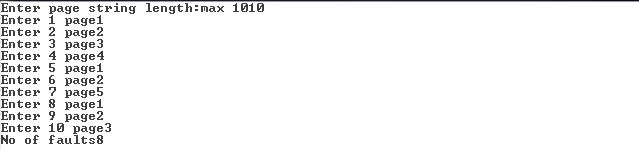 Enter page string length:max 1010
Enter 1 page1
Enter 2 page2
Enter 3 page3
Enter 4 page4
Enter 5 page1
Enter 6 page2
Enter 7 page5
Enter 8 page1
Enter 9 page2
Enter 10 page3
No of faults8